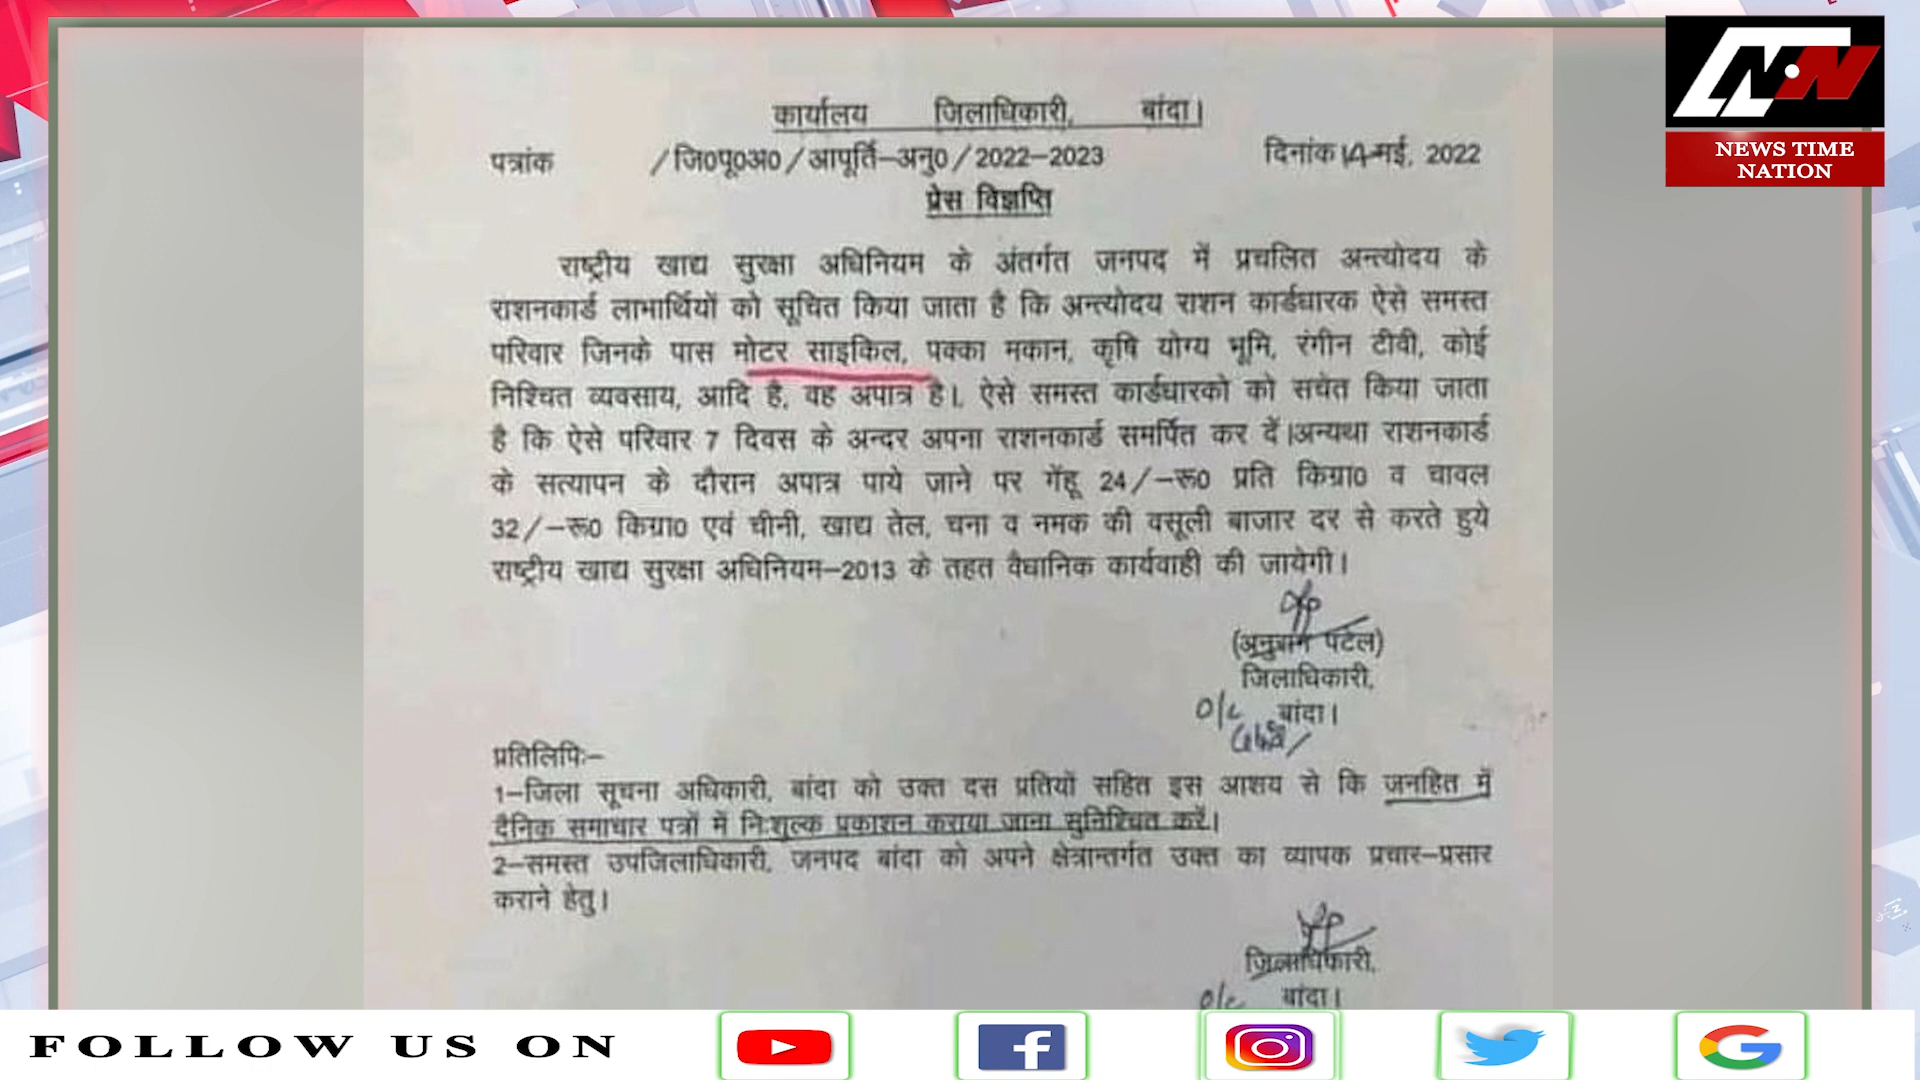 कार्यालय जिलाधिकारी, बांदा।
पत्रांक /जि0पू0अ0/आपूर्ति–अनु0/2022–2023 दिनांक 14 मई, 2022
प्रेस विज्ञप्ति
राष्ट्रीय खाद्य सुरक्षा अधिनियम के अंतर्गत जनपद में प्रचलित अन्त्योदय के
राशनकार्ड लाभार्थियों को सूचित किया जाता है कि अन्त्योदय राशन कार्डधारक ऐसे समस्त
परिवार जिनके पास मोटर साइकिल, पक्का मकान, कृषि योग्य भूमि, रंगीन टीवी, कोई
निश्चित व्यवसाय, आदि है, वह अपात्र है।, ऐसे समस्त कार्डधारको को सचेत किया जाता
है कि ऐसे परिवार 7 दिवस के अन्दर अपना राशनकार्ड समर्पित कर दें।अन्यथा राशनकार्ड
के सत्यापन के दौरान अपात्र पाये जाने पर गेंहू 24/–रू0 प्रति किग्रा0 व चावल
32/–रू0 किग्रा0 एवं चीनी, खाद्य तेल, चना व नमक की वसूली बाजार दर से करते हुये
राष्ट्रीय खाद्य सुरक्षा अधिनियम–2013 के तहत वैधानिक कार्यवाही की जायेगी।
(अनुराग पटेल)
जिलाधिकारी,
O/c बांदा।
प्रतिलिपिः–
1–जिला सूचना अधिकारी, बांदा को उक्त दस प्रतियों सहित इस आशय से कि जनहित में
दैनिक समाचार पत्रों में निःशुल्क प्रकाशन कराया जाना सुनिश्चित करें।
2–समस्त उपजिलाधिकारी, जनपद बांदा को अपने क्षेत्रान्तर्गत उक्त का व्यापक प्रचार–प्रसार
कराने हेतु।
जिलाधिकारी,
O/c बांदा।
NEWS TIME
NATION
FOLLOW US ON